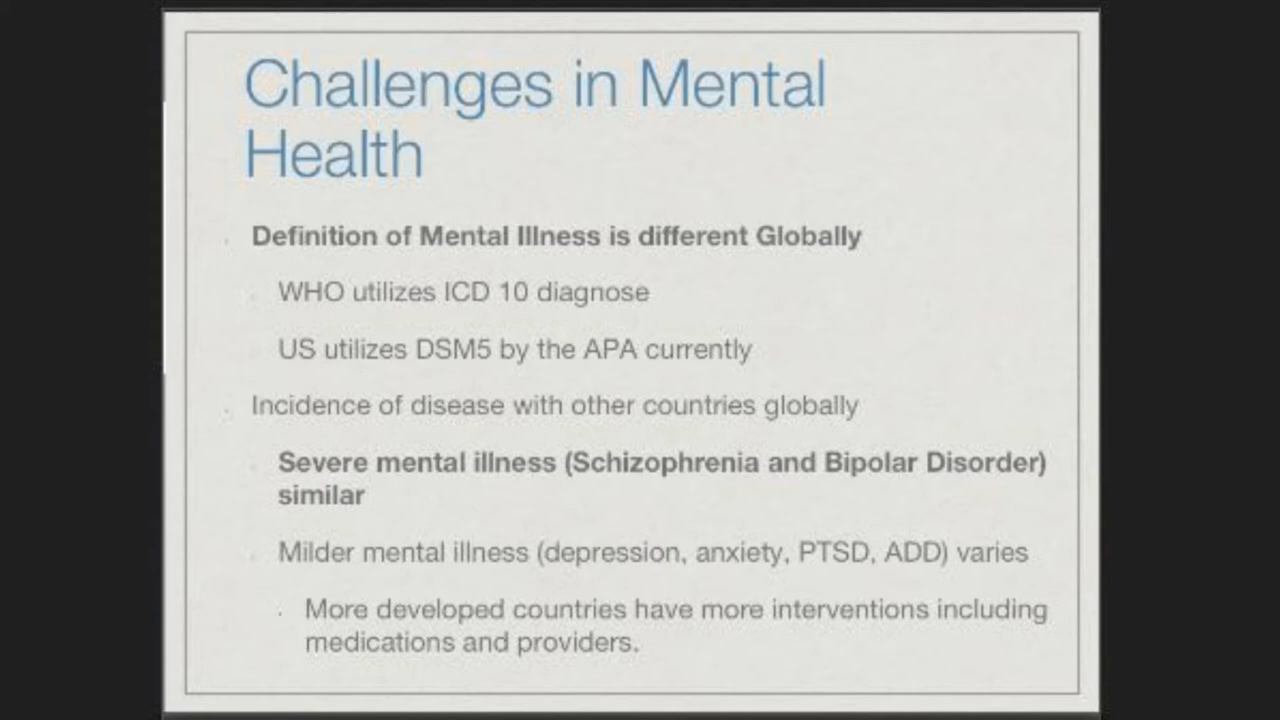 Challenges in Mental
Health
Definition of Mental Illness is different Globally
WHO utilizes ICD 10 diagnose
US utilizes DSM5 by the APA currently
Incidence of disease with other countries globally
Severe mental illness (Schizophrenia and Bipolar Disorder)
similar
Milder mental illness (depression, anxiety, PTSD, ADD) varies
More developed countries have more interventions including
medications and providers.